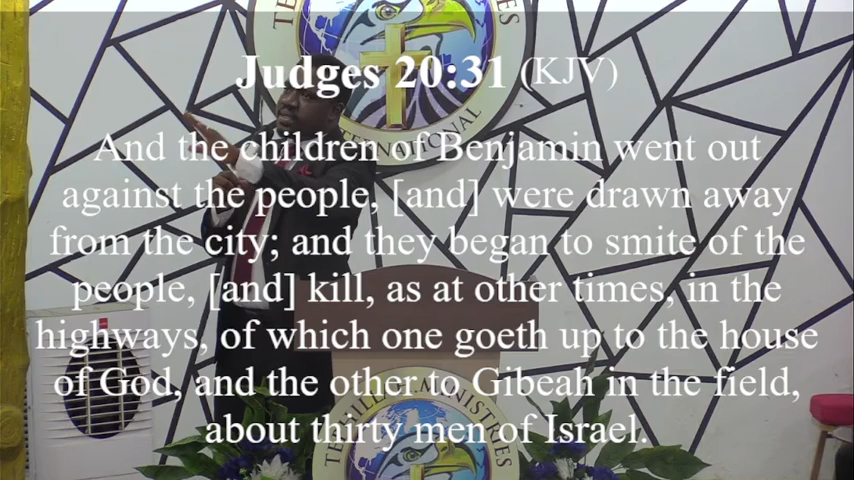 Judges 20:31 (KJV)
And the children of Benjamin went out
against the people, [and] were drawn away
from the city; and they began to smite of the
people, [and] kill, as at other times, in the
highways, of which one goeth up to the house
of God, and the other to Gibeah in the field,
about thirty men of Israel.
MINISTRIES